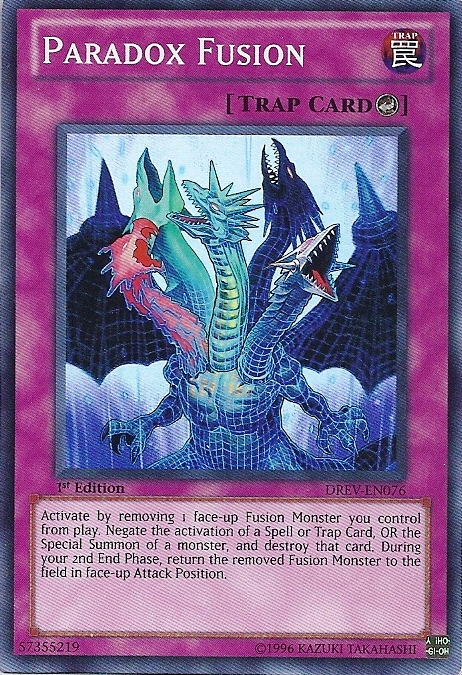 PARADOX FUSION
TRAP
罠
[TRAP CARD]
1st Edition
DREV-EN076
Activate by removing 1 face-up Fusion Monster you control
from play. Negate the activation of a Spell or Trap Card, OR the
Special Summon of a monster, and destroy that card. During
your 2nd End Phase, return the removed Fusion Monster to the
field in face-up Attack Position.
57355219
©1996 KAZUKI TAKAHASHI